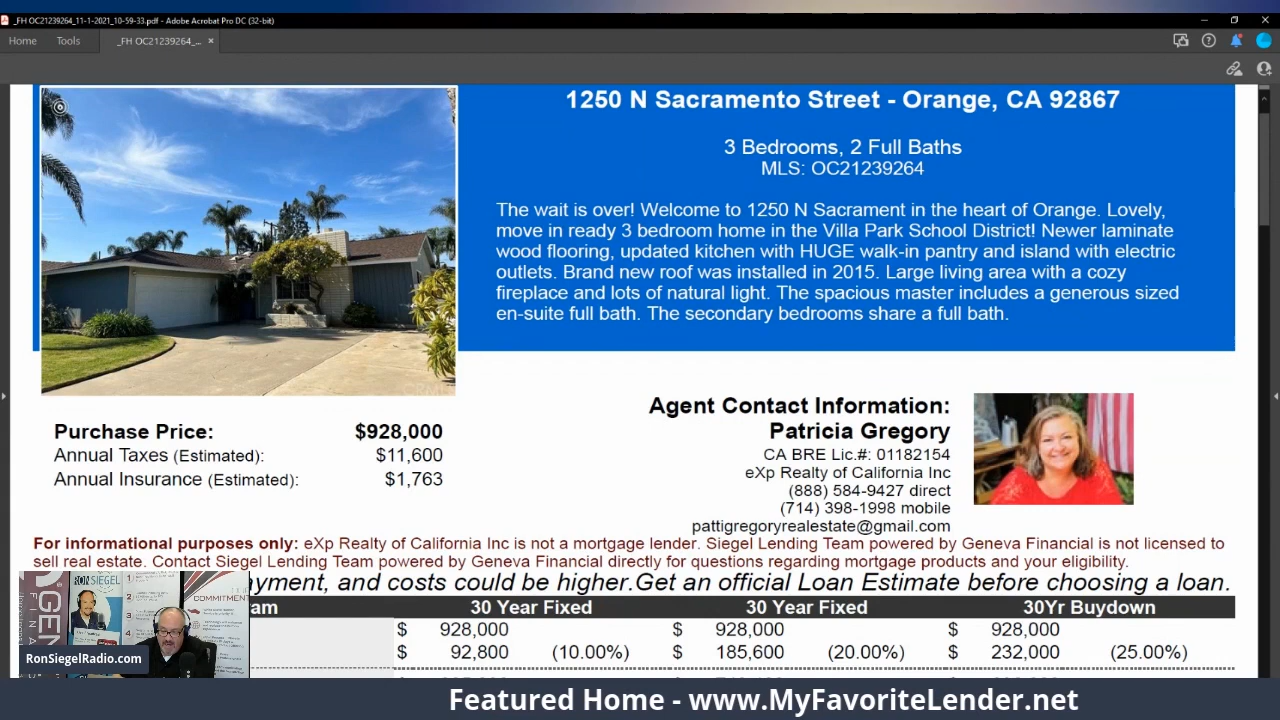 _FH OC21239264_11-1-2021_10-59-33.pdf - Adobe Acrobat Pro DC (32-bit)
Home Tools _FH OC21239264_... ×
1250 N Sacramento Street - Orange, CA 92867
3 Bedrooms, 2 Full Baths
MLS: OC21239264
The wait is over! Welcome to 1250 N Sacrament in the heart of Orange. Lovely,
move in ready 3 bedroom home in the Villa Park School District! Newer laminate
wood flooring, updated kitchen with HUGE walk-in pantry and island with electric
outlets. Brand new roof was installed in 2015. Large living area with a cozy
fireplace and lots of natural light. The spacious master includes a generous sized
en-suite full bath. The secondary bedrooms share a full bath.
Purchase Price: $928,000
Annual Taxes (Estimated): $11,600
Annual Insurance (Estimated): $1,763
Agent Contact Information:
Patricia Gregory
CA BRE Lic.#: 01182154
eXp Realty of California Inc
(888) 584-9427 direct
(714) 398-1998 mobile
pattigregoryrealestate@gmail.com
For informational purposes only: eXp Realty of California Inc is not a mortgage lender. Siegel Lending Team powered by Geneva Financial is not licensed to
sell real estate. Contact Siegel Lending Team powered by Geneva Financial directly for questions regarding mortgage products and your eligibility.
ayment, and costs could be higher.Get an official Loan Estimate before choosing a loan.
am 30 Year Fixed 30 Year Fixed 30Yr Buydown
$ 928,000 $ 928,000 $ 928,000
$ 92,800 (10.00%) $ 185,600 (20.00%) $ 232,000 (25.00%)
RON SIEGEL
COMMITMENT
RonSiegelRadio.com
Featured Home - www.MyFavoriteLender.net